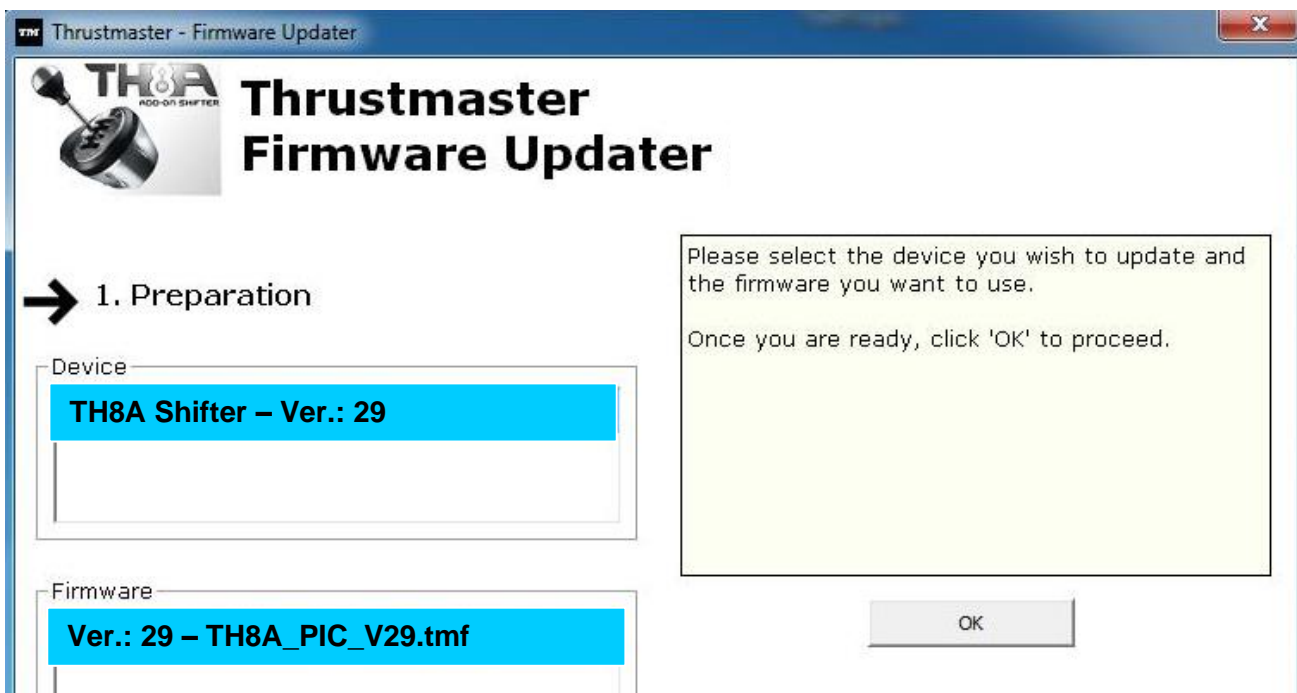 TM Thrustmaster - Firmware Updater
TH8A
ADD-ON SHIFTER
Thrustmaster
Firmware Updater
1. Preparation
Please select the device you wish to update and
the firmware you want to use.
Once you are ready, click 'OK' to proceed.
Device
TH8A Shifter – Ver.: 29
Firmware
Ver.: 29 – TH8A_PIC_V29.tmf
OK